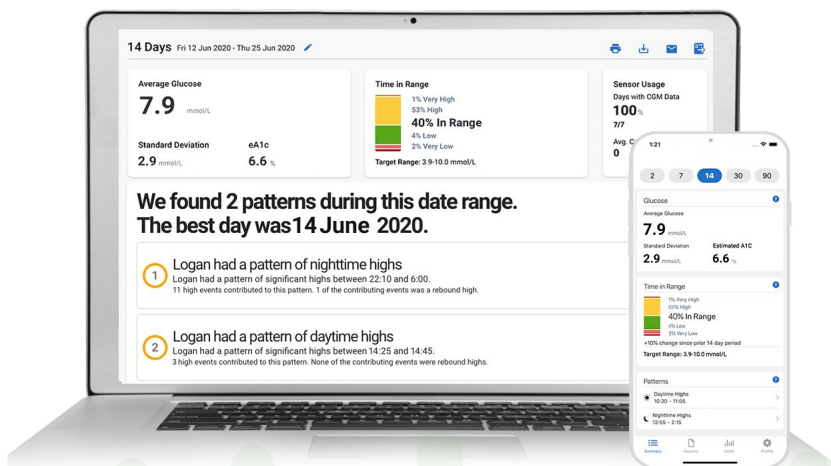 14 Days Fri 12 Jun 2020 - Thu 25 Jun 2020
Average Glucose
7.9 mmol/L
Standard Deviation eA1c
2.9 mmol/L 6.6 %
Time in Range
1% Very High
53% High
40% In Range
4% Low
2% Very Low
Target Range: 3.9-10.0 mmol/L
Sensor Usage
Days with CGM Data
100%
7/7
Avg. C
0
We found 2 patterns during this date range.
The best day was 14 June 2020.
1
Logan had a pattern of nighttime highs
Logan had a pattern of significant highs between 22:10 and 6:00.
11 high events contributed to this pattern. 1 of the contributing events was a rebound high.
2
Logan had a pattern of daytime highs
Logan had a pattern of significant highs between 14:25 and 14:45.
3 high events contributed to this pattern. None of the contributing events were rebound highs.
1:21
2 7 14 30 90
Glucose ?
Average Glucose
7.9 mmol/L
Standard Deviation Estimated A1C
2.9 mmol/L 6.6 %
Time in Range ?
1% Very High
53% High
40% In Range
4% Low
2% Very Low
+10% change since prior 14 day period
Target Range: 3.9-10.0 mmol/L
Patterns ?
Daytime Highs
10:30 - 11:05
Nighttime Highs
12:55 - 2:15
Summary Reports Profile